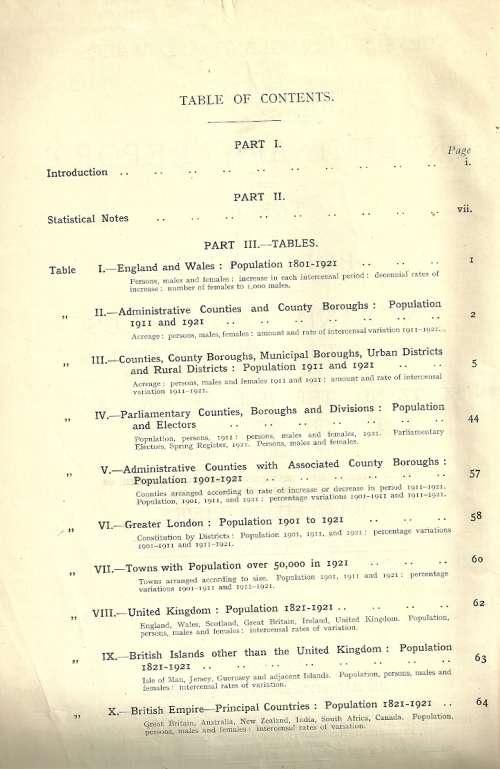 TABLE OF CONTENTS.
PART I.
Page
Introduction .. .. .. .. .. .. .. .. .. .. i.
PART II.
Statistical Notes .. .. .. .. .. .. .. .. .. vii.
PART III.—TABLES.
Table I.—England and Wales : Population 1801-1921 .. .. .. 1
Persons, males and females : increase in each intercensal period : decennial rates of
increase : number of females to 1,000 males.
„ II.—Administrative Counties and County Boroughs : Population
1911 and 1921 .. .. .. .. .. .. .. 2
Acreage : persons, males, females : amount and rate of intercensal variation 1911-1921.
„ III.—Counties, County Boroughs, Municipal Boroughs, Urban Districts
and Rural Districts : Population 1911 and 1921 .. .. 5
Acreage : persons, males and females 1911 and 1921 : amount and rate of intercensal
variation 1911-1921.
„ IV.—Parliamentary Counties, Boroughs and Divisions : Population
and Electors .. .. .. .. .. .. .. 44
Population, persons, 1911 : persons, males and females, 1921. Parliamentary
Electors, Spring Register, 1921. Persons, males and females.
„ V.—Administrative Counties with Associated County Boroughs :
Population 1901-1921 .. .. .. .. .. .. 57
Counties arranged according to rate of increase or decrease in period 1911-1921.
Population, 1901, 1911, and 1921 : percentage variations 1901-1911 and 1911-1921.
„ VI.—Greater London : Population 1901 to 1921 .. .. .. 58
Constitution by Districts : Population 1901, 1911, and 1921 : percentage variations
1901-1911 and 1911-1921.
„ VII.—Towns with Population over 50,000 in 1921 .. .. .. 60
Towns arranged according to size. Population 1901, 1911 and 1921 : percentage
variations 1901-1911 and 1911-1921.
„ VIII.—United Kingdom : Population 1821-1921 .. .. .. .. 62
England, Wales, Scotland, Great Britain, Ireland, United Kingdom. Population,
persons, males and females : intercensal rates of variation.
„ IX.—British Islands other than the United Kingdom : Population
1821-1921 .. .. .. .. .. .. .. .. 63
Isle of Man, Jersey, Guernsey and adjacent Islands. Population, persons, males and
females : intercensal rates of variation.
„ X.—British Empire—Principal Countries : Population 1821-1921 .. 64
Great Britain, Australia, New Zealand, India, South Africa, Canada. Population,
persons, males and females : intercensal rates of variation.